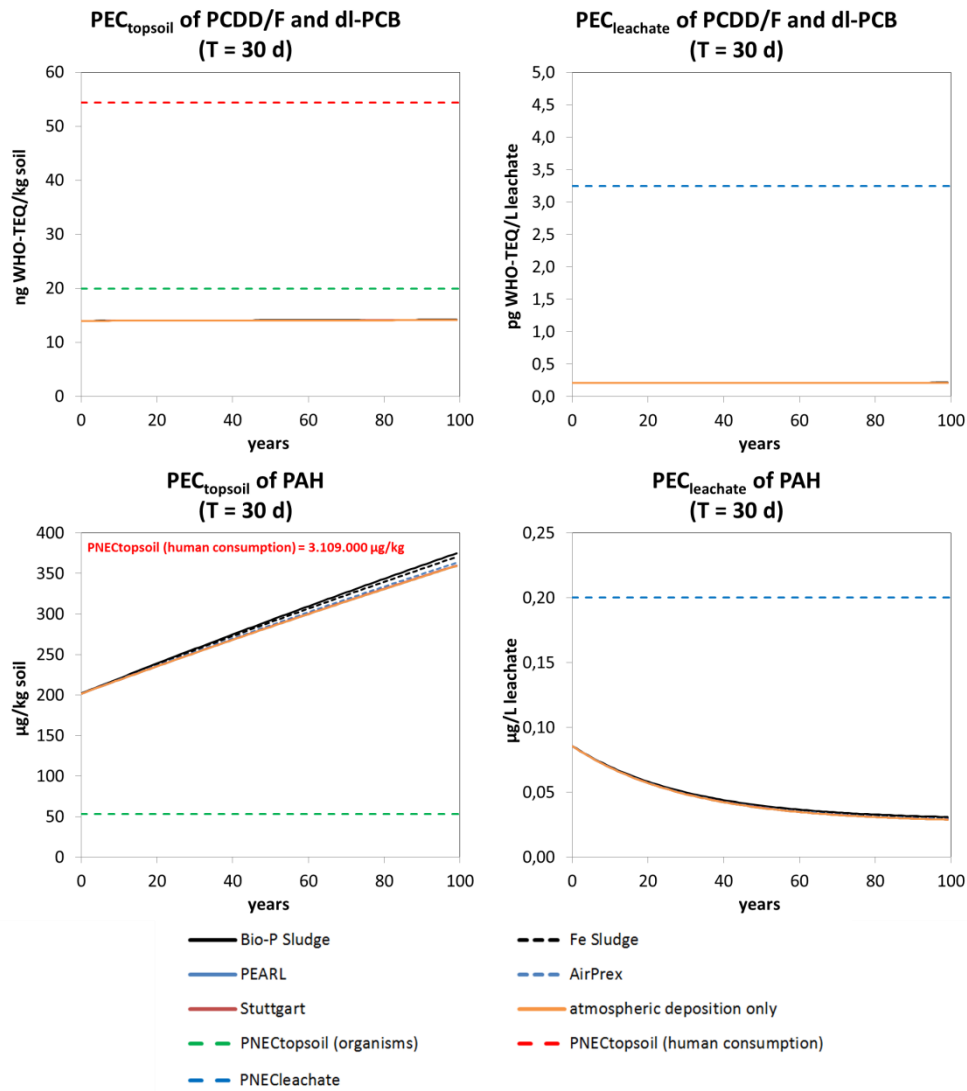 PECtopsoil of PCDD/F and dl-PCB
(T = 30 d)
ng WHO-TEQ/kg soil
60
50
40
30
20
10
0
0 20 40 60 80 100
years
PECleachate of PCDD/F and dl-PCB
(T = 30 d)
pg WHO-TEQ/L leachate
5,0
4,5
4,0
3,5
3,0
2,5
2,0
1,5
1,0
0,5
0,0
0 20 40 60 80 100
years
PECtopsoil of PAH
(T = 30 d)
µg/kg soil
400
350
300
250
200
150
100
50
0
PNECtopsoil (human consumption) = 3.109.000 µg/kg
0 20 40 60 80 100
years
PECleachate of PAH
(T = 30 d)
µg/L leachate
0,25
0,20
0,15
0,10
0,05
0,00
0 20 40 60 80 100
years
Bio-P Sludge
Fe Sludge
PEARL
AirPrex
Stuttgart
atmospheric deposition only
PNECtopsoil (organisms)
PNECtopsoil (human consumption)
PNECleachate